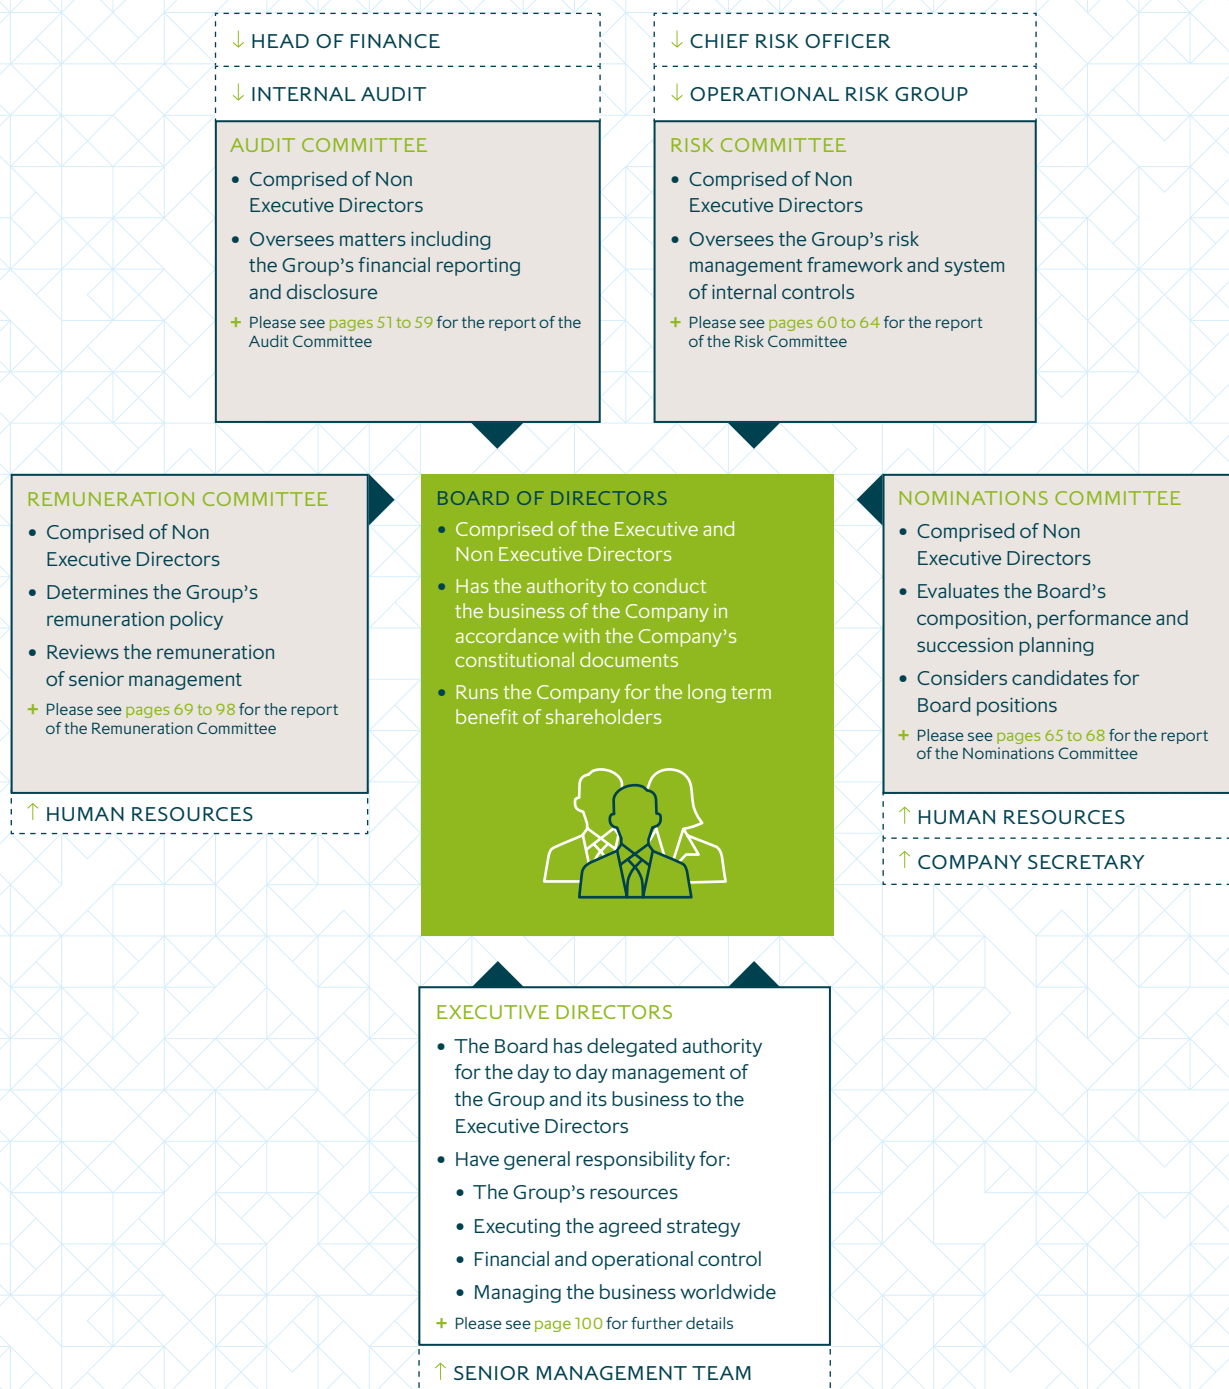 ↓ HEAD OF FINANCE
↓ INTERNAL AUDIT
AUDIT COMMITTEE
• Comprised of Non
Executive Directors
• Oversees matters including
the Group's financial reporting
and disclosure
+ Please see pages 51 to 59 for the report of the
Audit Committee
↓ CHIEF RISK OFFICER
↓ OPERATIONAL RISK GROUP
RISK COMMITTEE
• Comprised of Non
Executive Directors
• Oversees the Group's risk
management framework and system
of internal controls
+ Please see pages 60 to 64 for the report
of the Risk Committee
REMUNERATION COMMITTEE
• Comprised of Non
Executive Directors
• Determines the Group's
remuneration policy
• Reviews the remuneration
of senior management
+ Please see pages 69 to 98 for the report
of the Remuneration Committee
↑ HUMAN RESOURCES
BOARD OF DIRECTORS
• Comprised of the Executive and
Non Executive Directors
• Has the authority to conduct
the business of the Company in
accordance with the Company's
constitutional documents
• Runs the Company for the long term
benefit of shareholders
NOMINATIONS COMMITTEE
• Comprised of Non
Executive Directors
• Evaluates the Board's
composition, performance and
succession planning
• Considers candidates for
Board positions
+ Please see pages 65 to 68 for the report
of the Nominations Committee
↑ HUMAN RESOURCES
↑ COMPANY SECRETARY
EXECUTIVE DIRECTORS
• The Board has delegated authority
for the day to day management of
the Group and its business to the
Executive Directors
• Have general responsibility for:
• The Group's resources
• Executing the agreed strategy
• Financial and operational control
• Managing the business worldwide
+ Please see page 100 for further details
↑ SENIOR MANAGEMENT TEAM